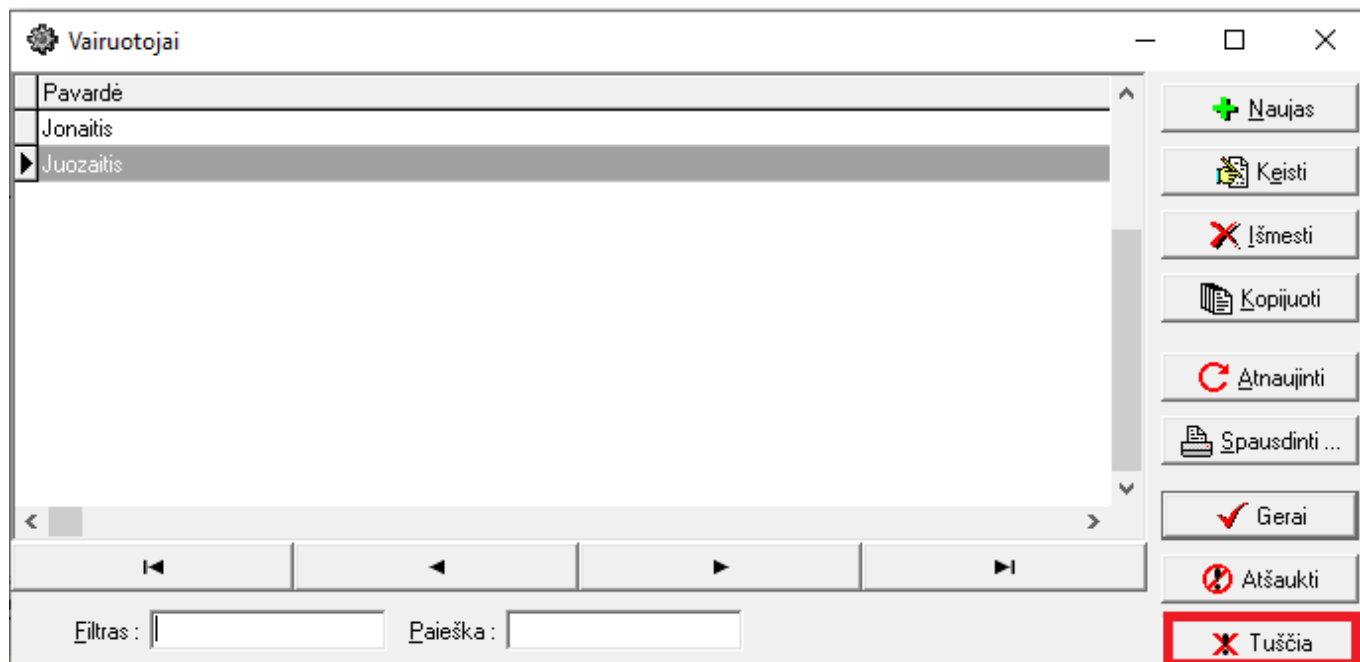 Vairuotojai
Pavardė
Jonaitis
Juozaitis
Naujas
Keisti
Išmesti
Kopijuoti
Atnaujinti
Spausdinti ...
Gerai
Atšaukti
Tuščia
Filtras :
Paieška :